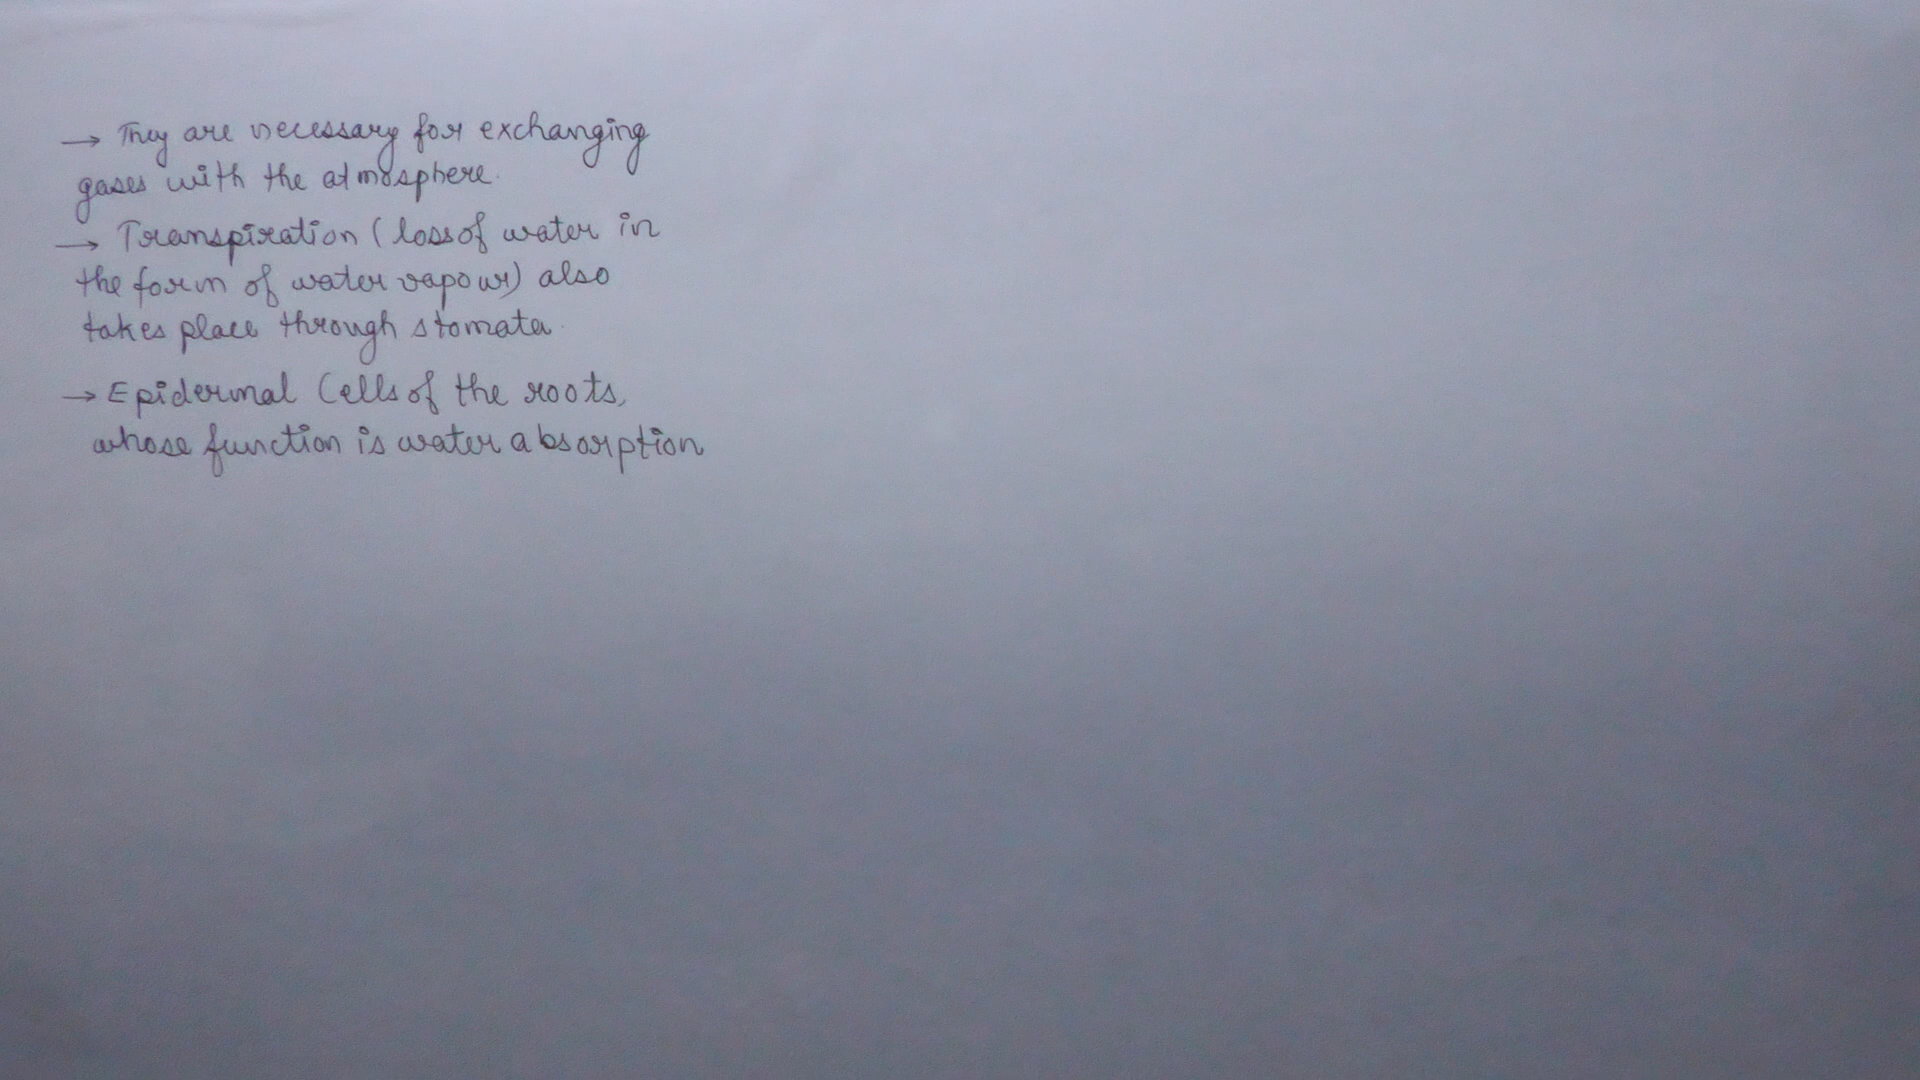 → They are necessary for exchanging
gases with the atmosphere.
→ Transpiration (loss of water in
the form of water vapour) also
takes place through stomata.
→ Epidermal Cells of the roots,
whose function is water absorption